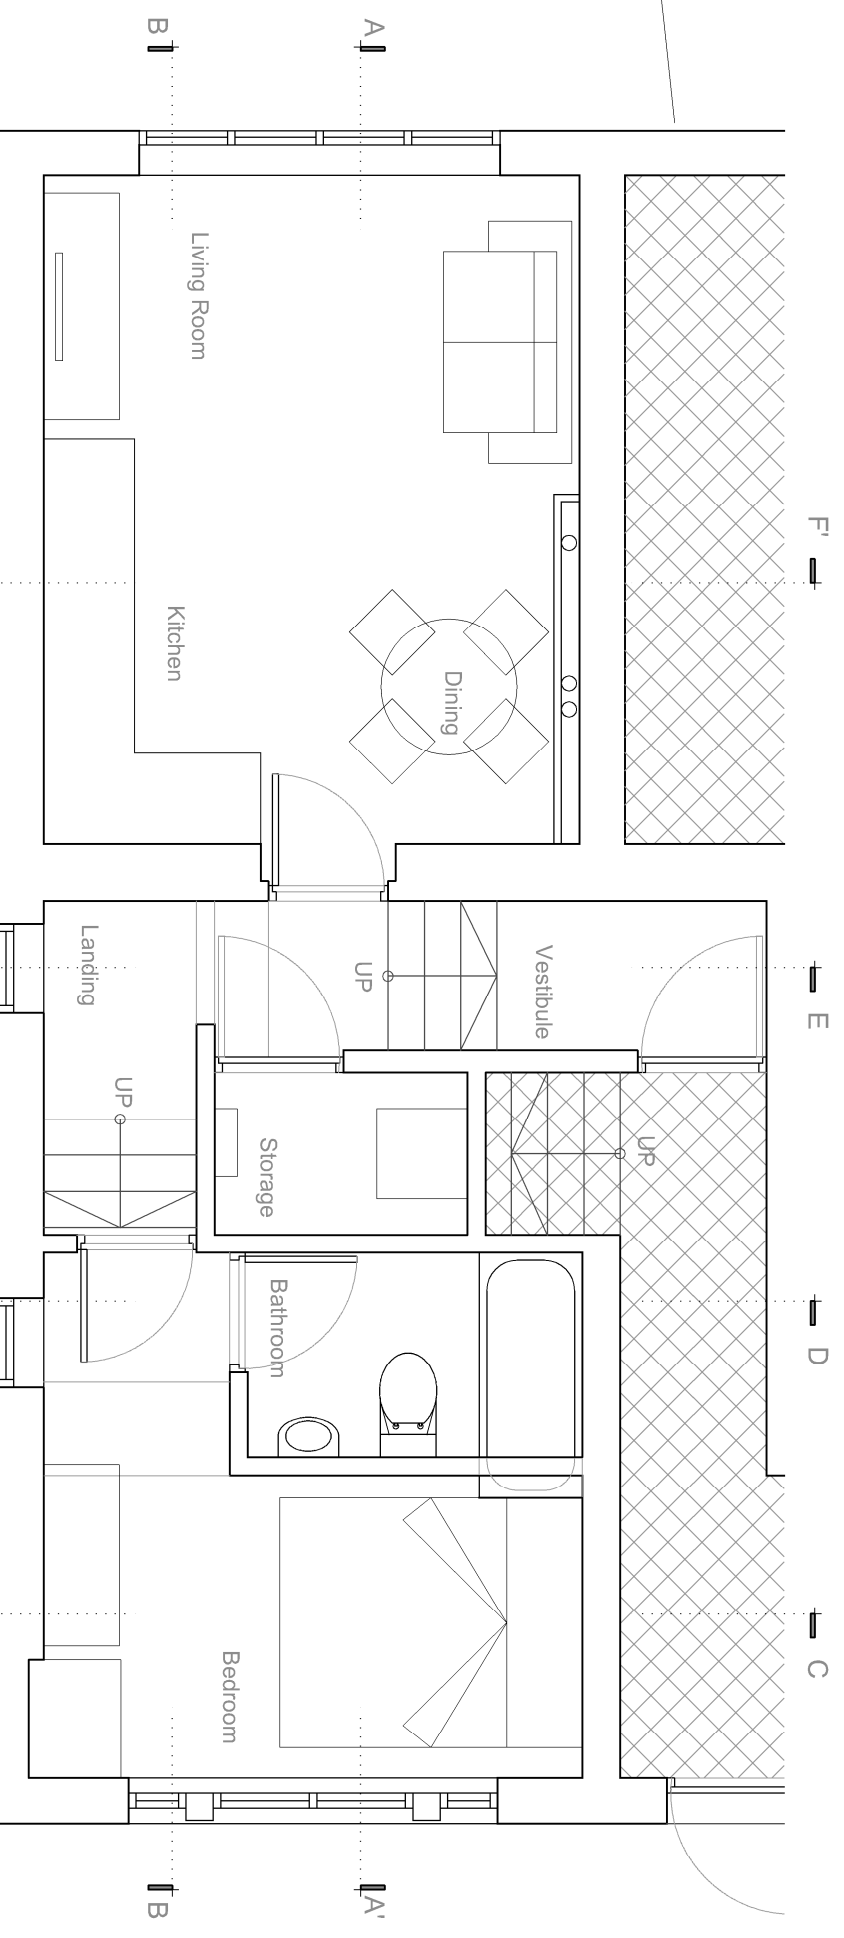 B
A
Living Room
F'
Kitchen
Dining
Landing
UP
Vestibule
E
UP
Storage
UP
Bathroom
D
Bedroom
C
B
A'